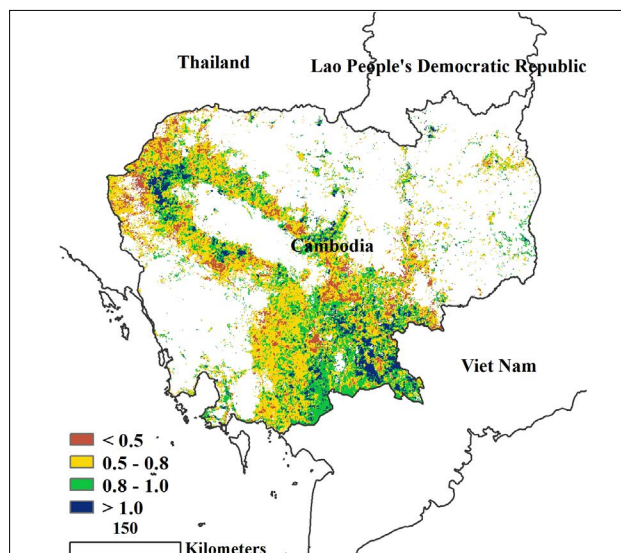 Thailand
Lao People's Democratic Republic
Cambodia
Viet Nam
< 0.5
0.5 - 0.8
0.8 - 1.0
> 1.0
150
Kilometers